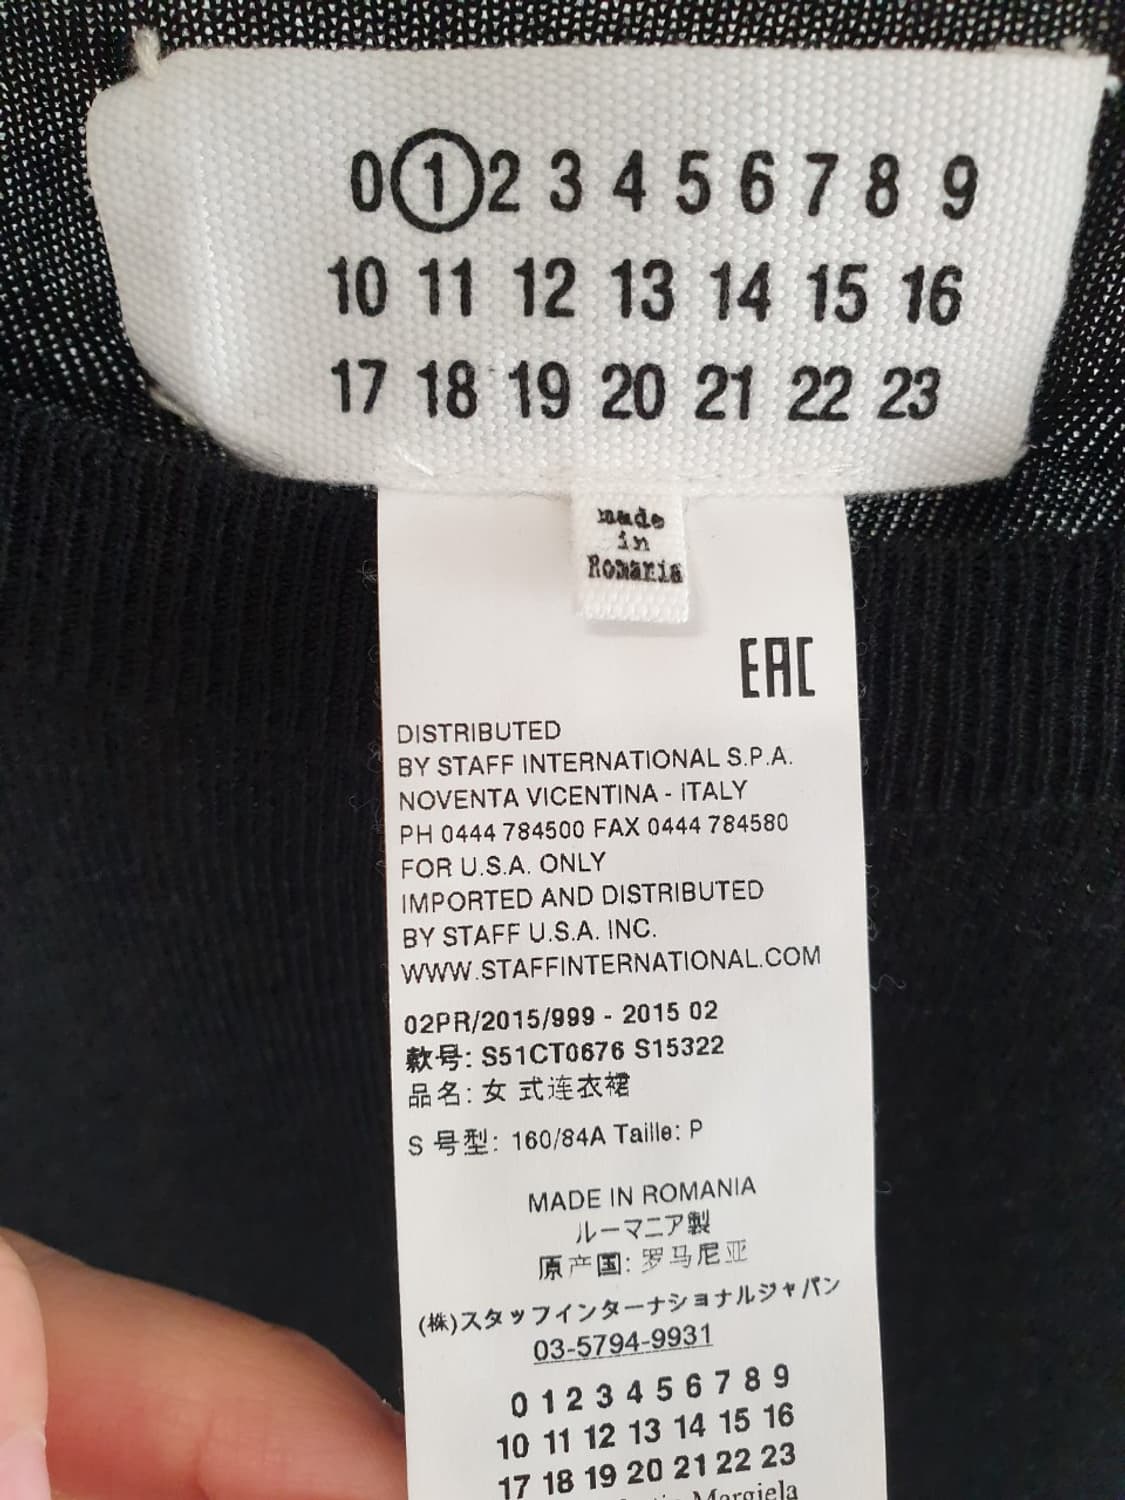 0 1 2 3 4 5 6 7 8 9
10 11 12 13 14 15 16
17 18 19 20 21 22 23
made
in
Romania
EAC
DISTRIBUTED
BY STAFF INTERNATIONAL S.P.A.
NOVENTA VICENTINA - ITALY
PH 0444 784500 FAX 0444 784580
FOR U.S.A. ONLY
IMPORTED AND DISTRIBUTED
BY STAFF U.S.A. INC.
WWW.STAFFINTERNATIONAL.COM
02PR/2015/999 - 2015 02
款号: S51CT0676 S15322
品名: 女 式连衣裙
S 号型: 160/84A Taille: P
MADE IN ROMANIA
ルーマニア製
原产国: 罗马尼亚
(株)スタッフインターナショナルジャパン
03-5794-9931
0 1 2 3 4 5 6 7 8 9
10 11 12 13 14 15 16
17 18 19 20 21 22 23
Margiela